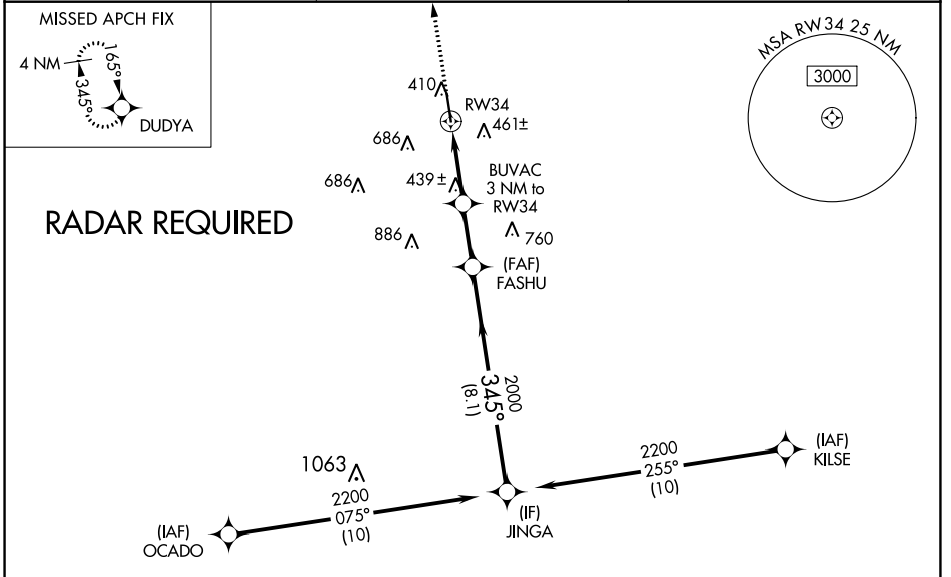 MISSED APCH FIX
4 NM
165°
345°
DUDYA
MSA RW34 25 NM
3000
410
RW34
461±
686
BUVAC
3 NM to
RW34
686
439±
RADAR REQUIRED
886
760
(FAF)
FASHU
2000
345°
(8.1)
1063
2200
075°
(10)
(IAF)
OCADO
(IF)
JINGA
2200
255°
(10)
(IAF)
KILSE